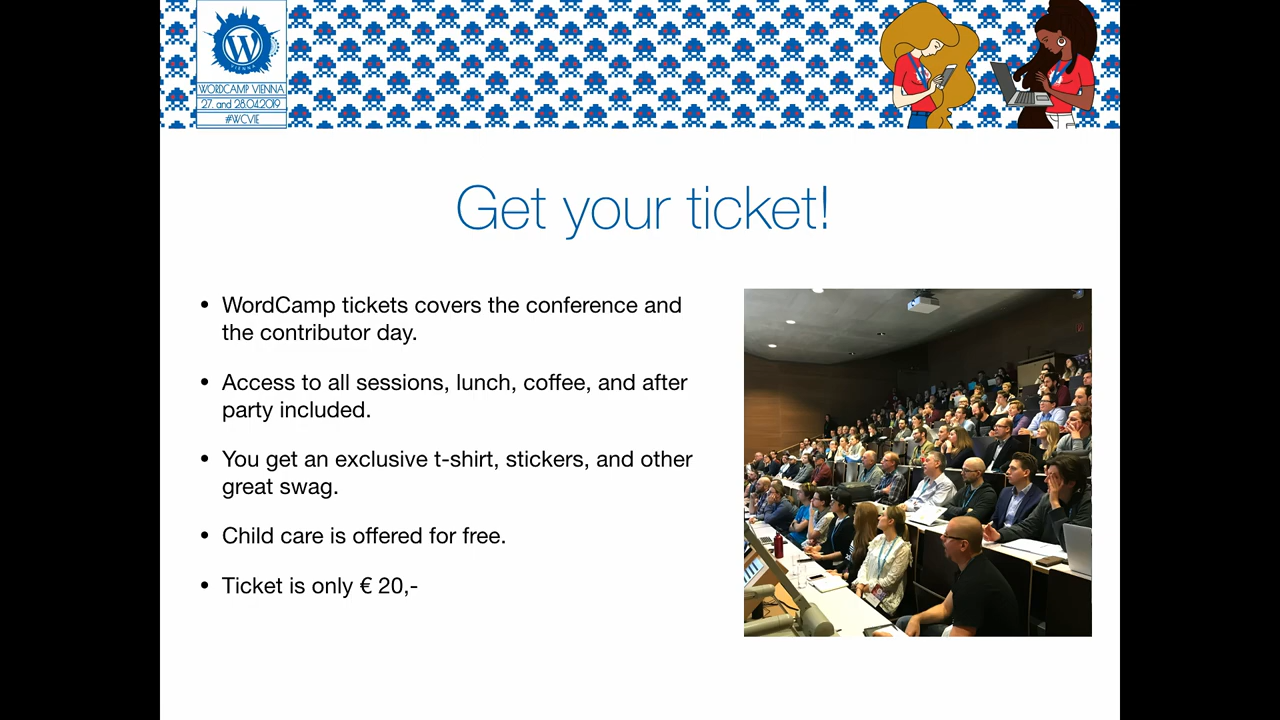 VIENNA
WORDCAMP VIENNA
27. and 28.04.2019
#WCVIE
Get your ticket!
• WordCamp tickets covers the conference and
the contributor day.
• Access to all sessions, lunch, coffee, and after
party included.
• You get an exclusive t-shirt, stickers, and other
great swag.
• Child care is offered for free.
• Ticket is only € 20,-